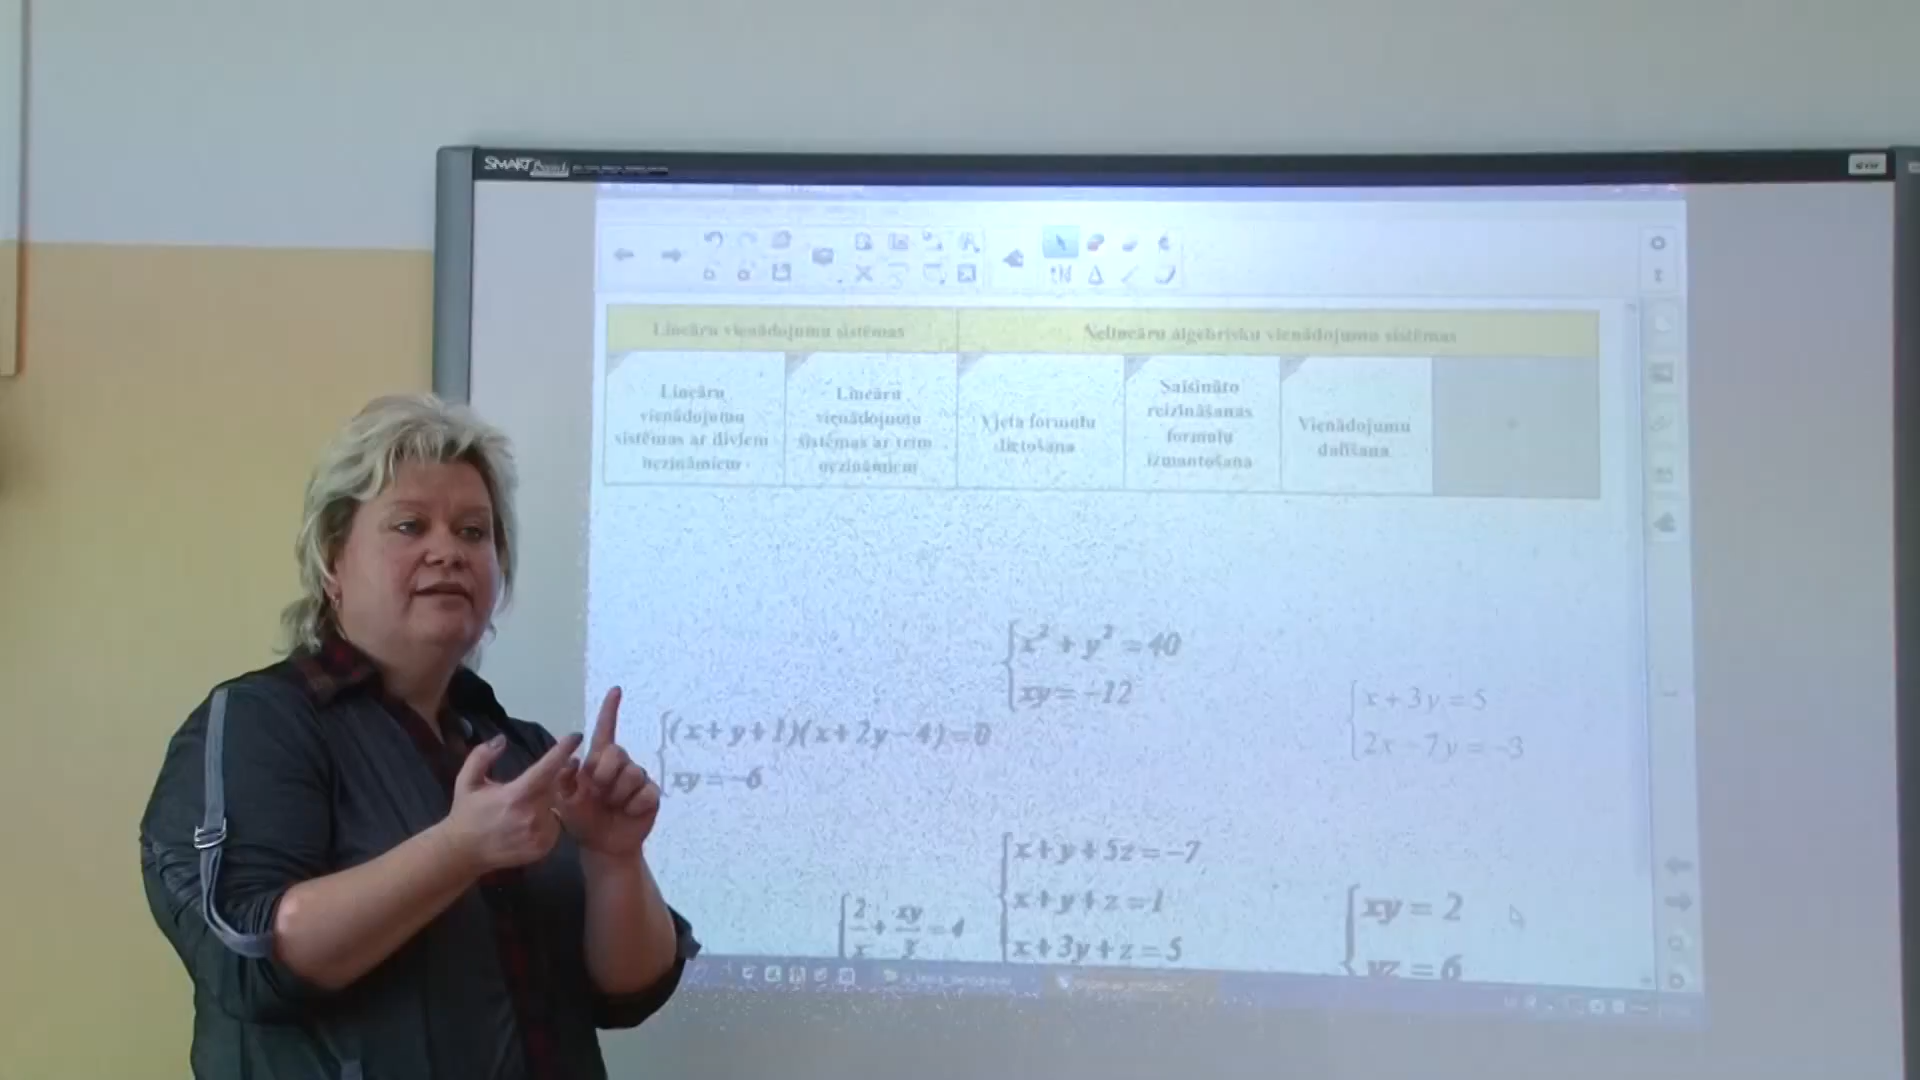 SMART Board
Lineāru vienādojumu sistēmas
Nelineāru algebrisku vienādojumu sistēmas
Lineāru
vienādojumu
sistēmas ar diviem
nezināmiem
Lineāru
vienādojumu
sistēmas ar trim
nezināmiem
Vjeta formulu
lietošana
Saīsināto
reizināšanas
formulu
izmantošana
Vienādojumu
dalīšana
x² + y² = 40
xy = -12
x + 3y = 5
2x - 7y = -3
(x + y + 1)(x + 2y - 4) = 0
xy = -6
x + y + 5z = -7
x + y + z = 1
x + 3y + z = 5
xy = 2
yz = 6